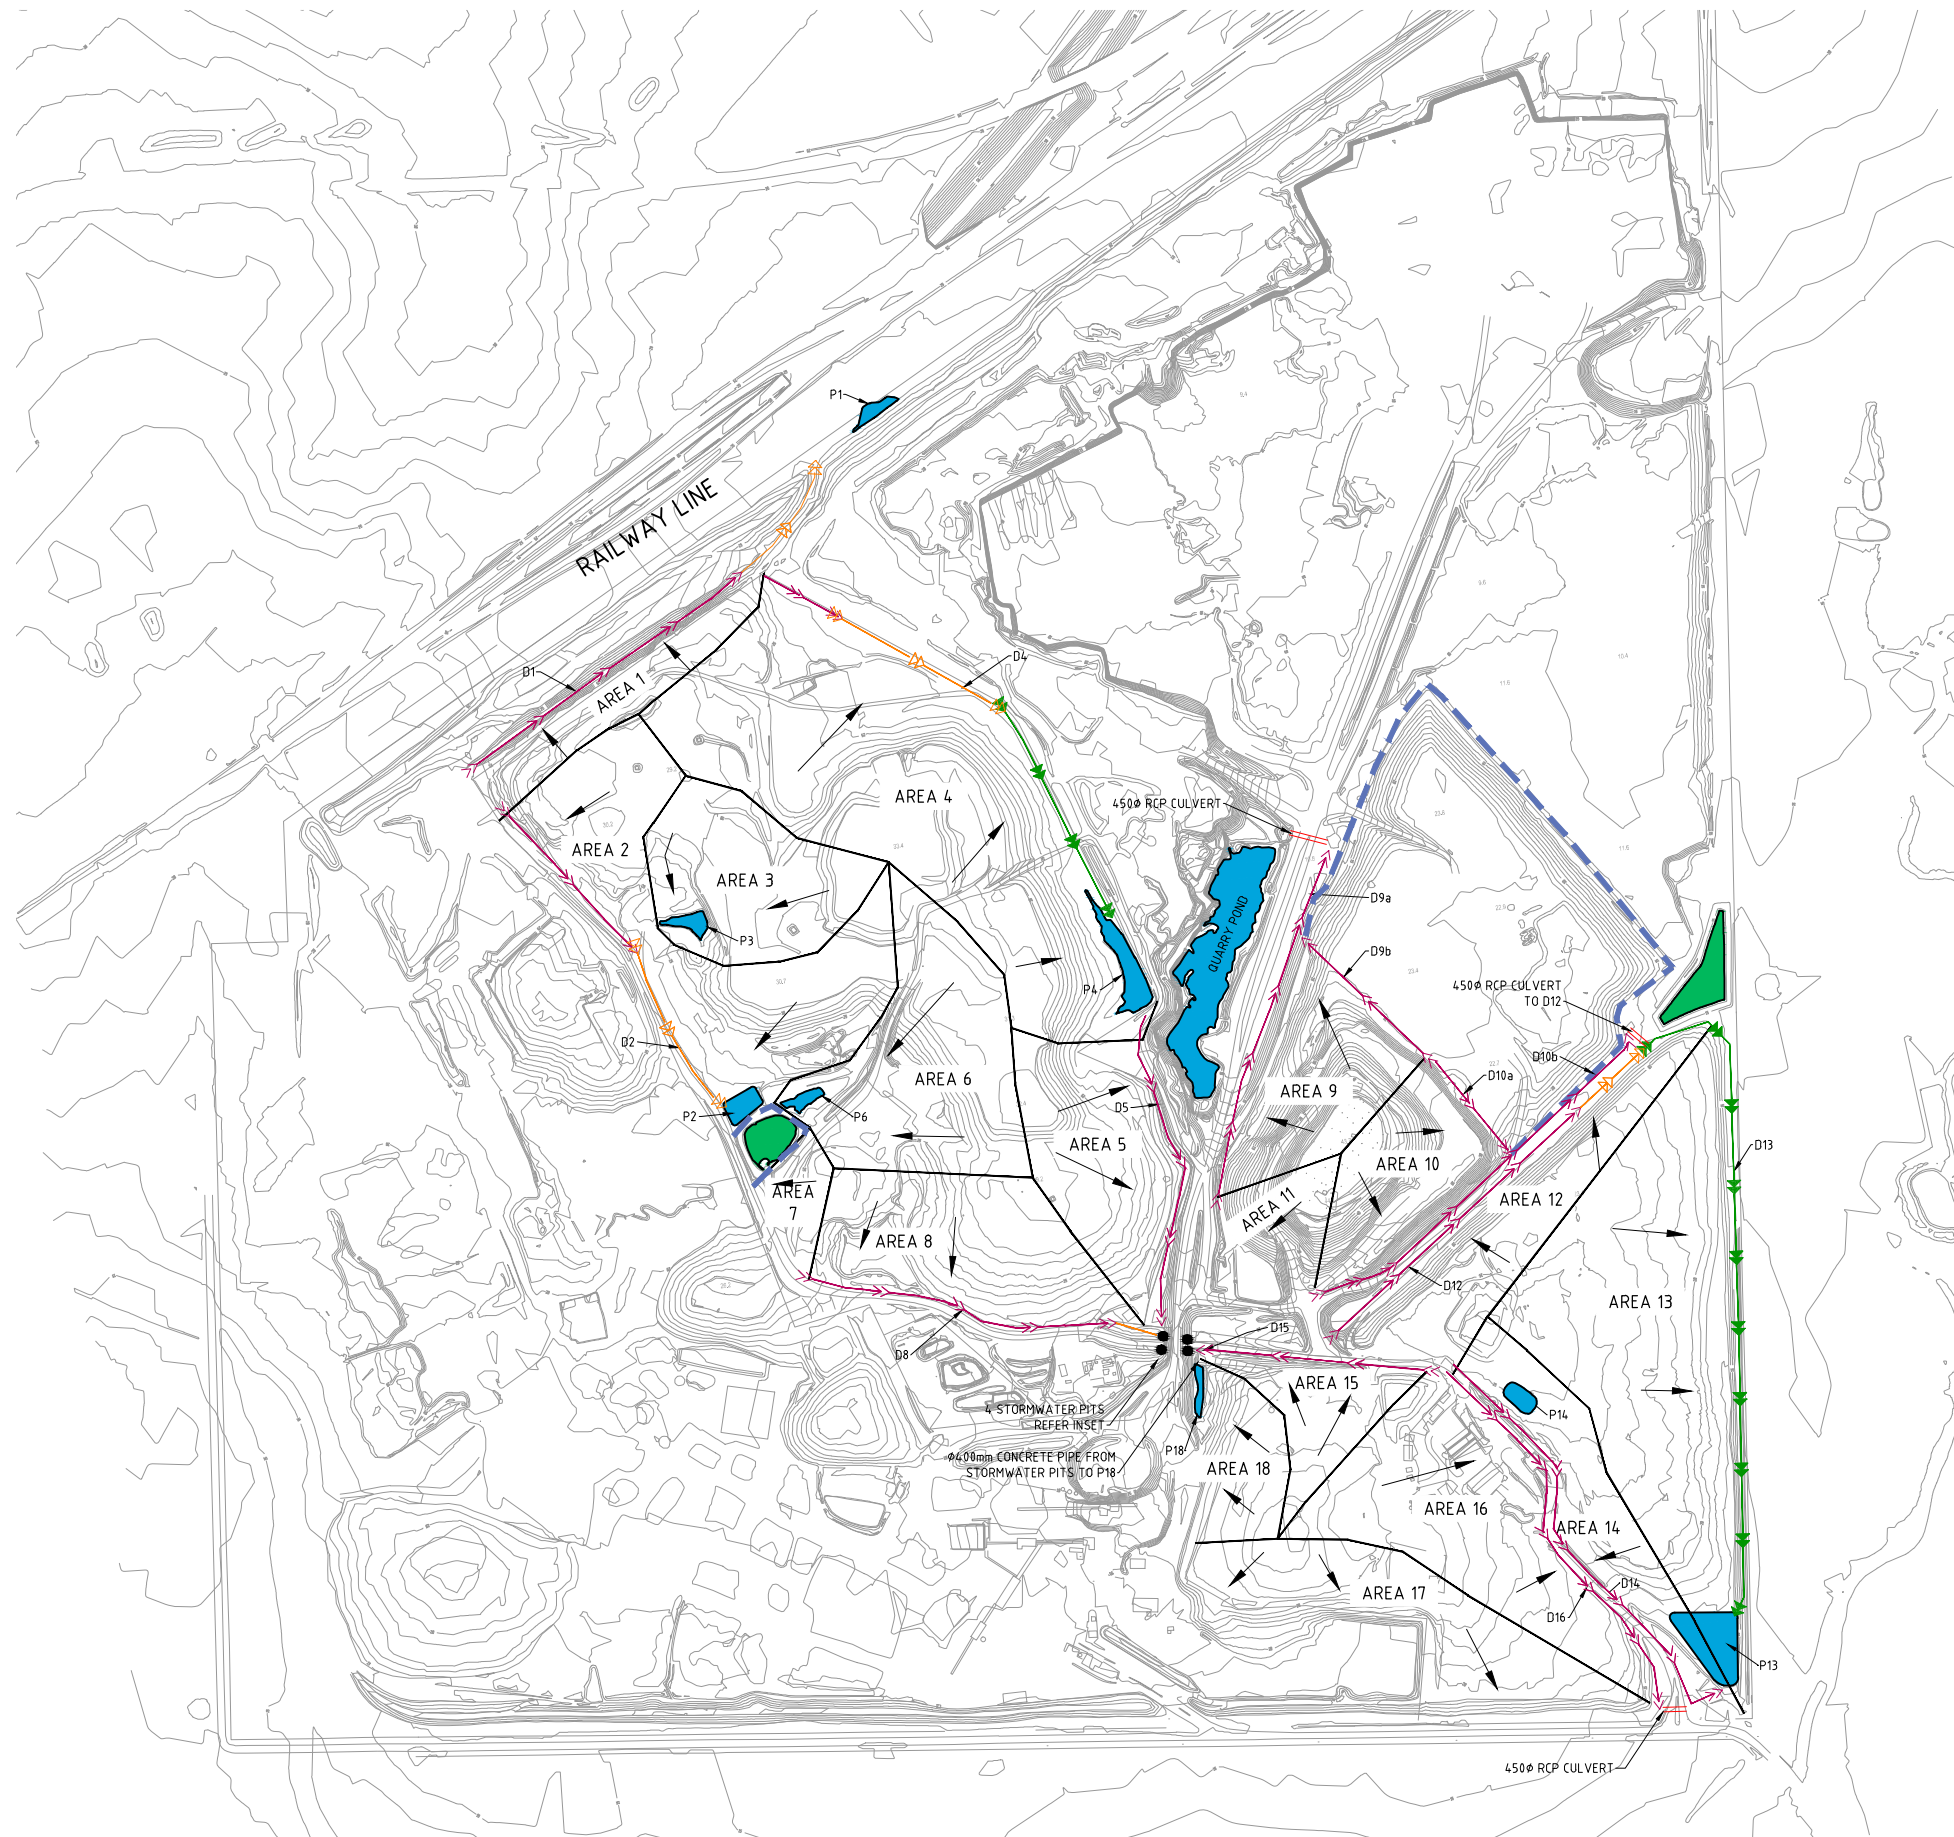 P1
RAILWAY LINE
D4
D1
AREA 1
AREA 4
450Ø RCP CULVERT
AREA 2
AREA 3
D9a
QUARRY POND
P3
D9b
P4
450Ø RCP CULVERT
TO D12
D2
D10b
AREA 6
D10a
AREA 9
P2
P6
D5
AREA 5
D13
AREA 10
AREA
7
AREA 12
AREA 11
AREA 8
D12
AREA 13
D15
D8
AREA 15
4 STORMWATER PITS
REFER INSET
P14
P18
Ø400mm CONCRETE PIPE FROM
STORMWATER PITS TO P18
AREA 18
AREA 16
AREA 14
D14
AREA 17
D16
P13
450Ø RCP CULVERT